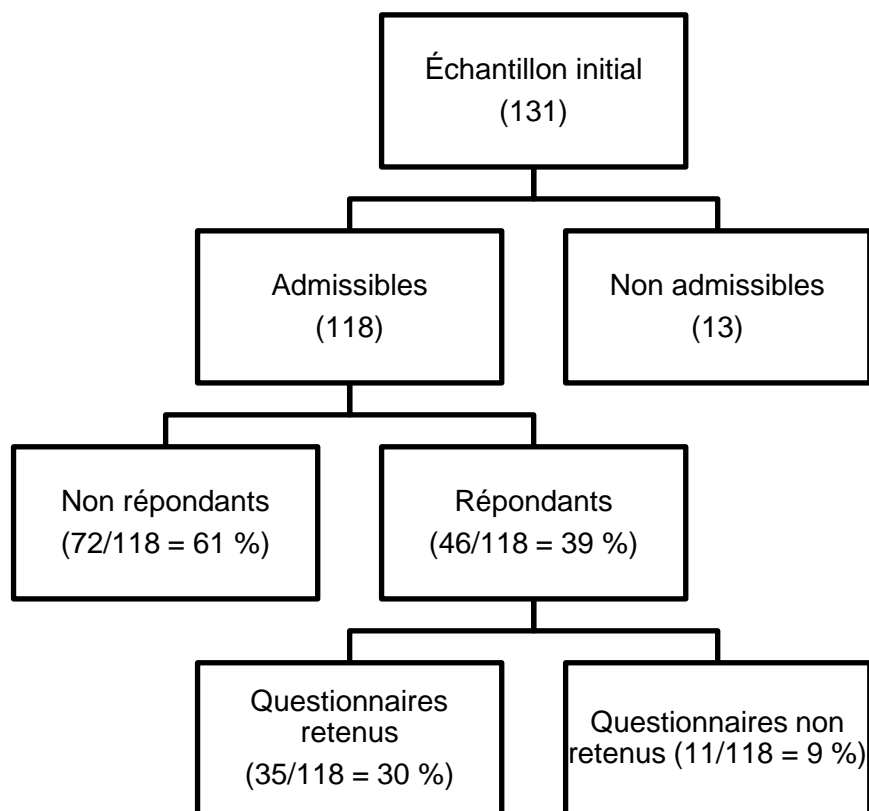 Échantillon initial
(131)
Admissibles
(118)
Non admissibles
(13)
Non répondants
(72/118 = 61 %)
Répondants
(46/118 = 39 %)
Questionnaires
retenus
(35/118 = 30 %)
Questionnaires non
retenus (11/118 = 9 %)